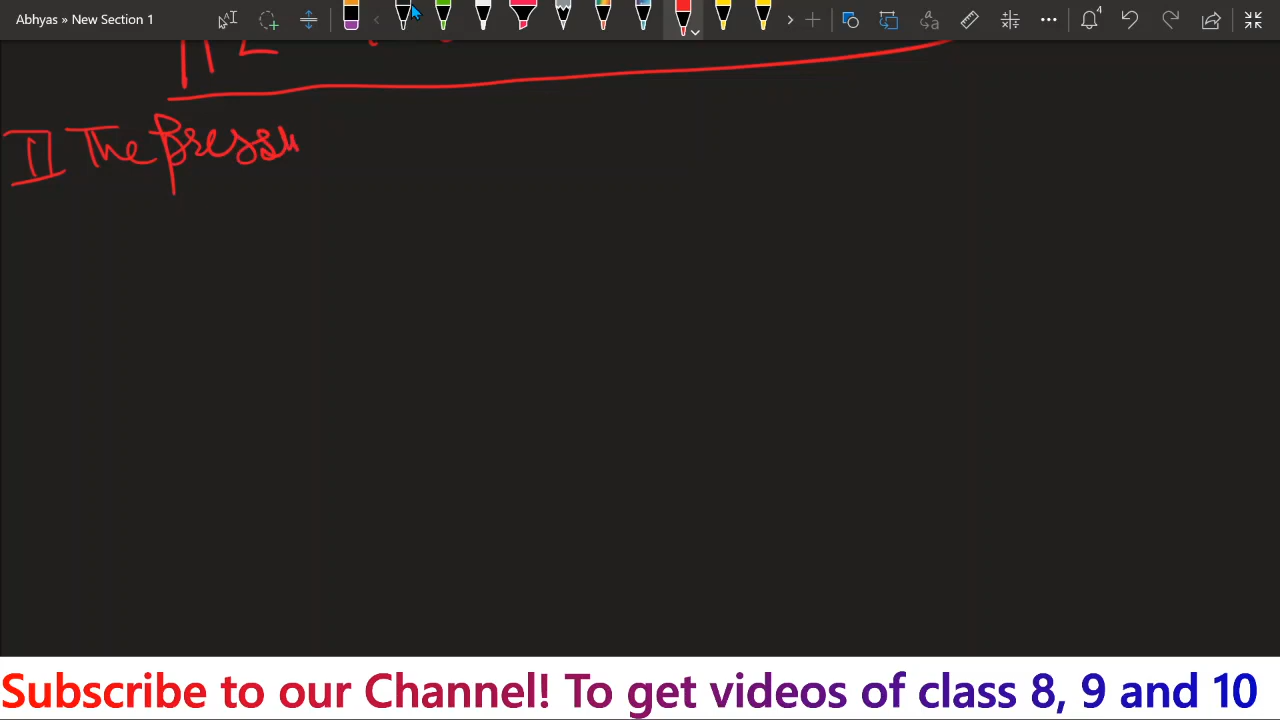 Abhyas » New Section 1
II The pressu
Subscribe to our Channel! To get videos of class 8, 9 and 10